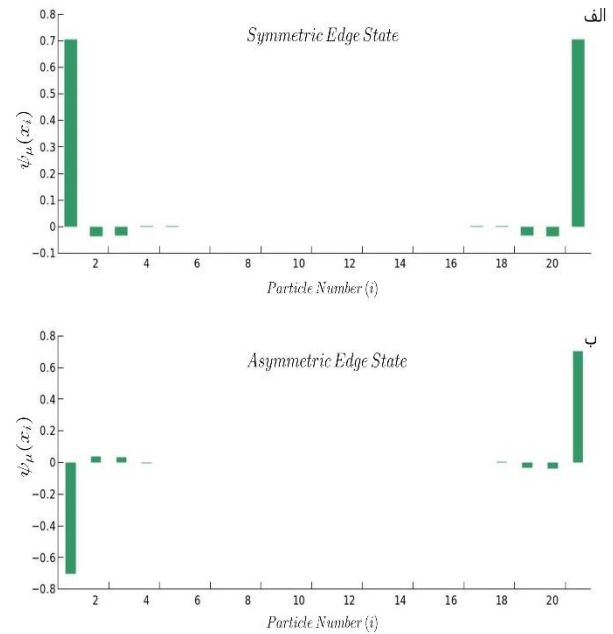 الف
Symmetric Edge State
0.8
0.7
0.6
0.5
0.4
0.3
0.2
0.1
0
−0.1
ψμ(xi)
2 4 6 8 10 12 14 16 18 20
Particle Number (i)
ب
Asymmetric Edge State
0.8
0.6
0.4
0.2
0
−0.2
−0.4
−0.6
−0.8
ψμ(xi)
2 4 6 8 10 12 14 16 18 20
Particle Number (i)